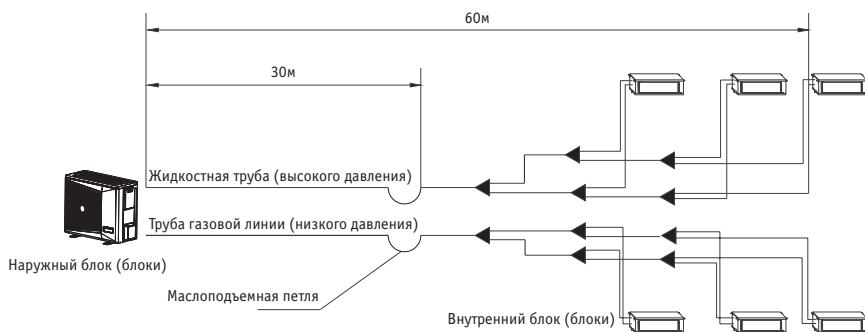 60м
30м
Жидкостная труба (высокого давления)
Труба газовой линии (низкого давления)
Наружный блок (блоки)
Маслоподъемная петля
Внутренний блок (блоки)